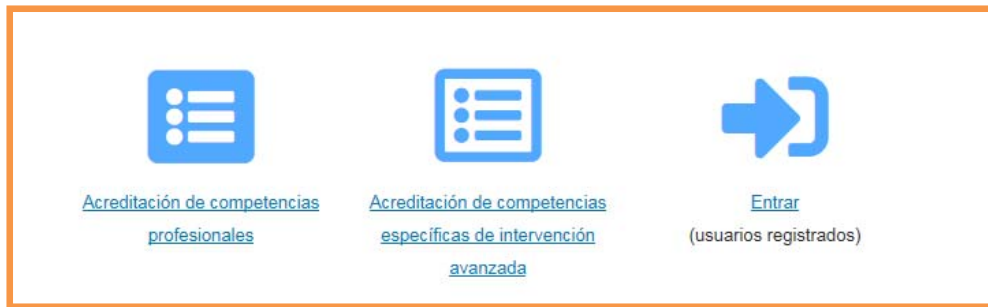 Acreditación de competencias
profesionales
Acreditación de competencias
específicas de intervención
avanzada
Entrar
(usuarios registrados)